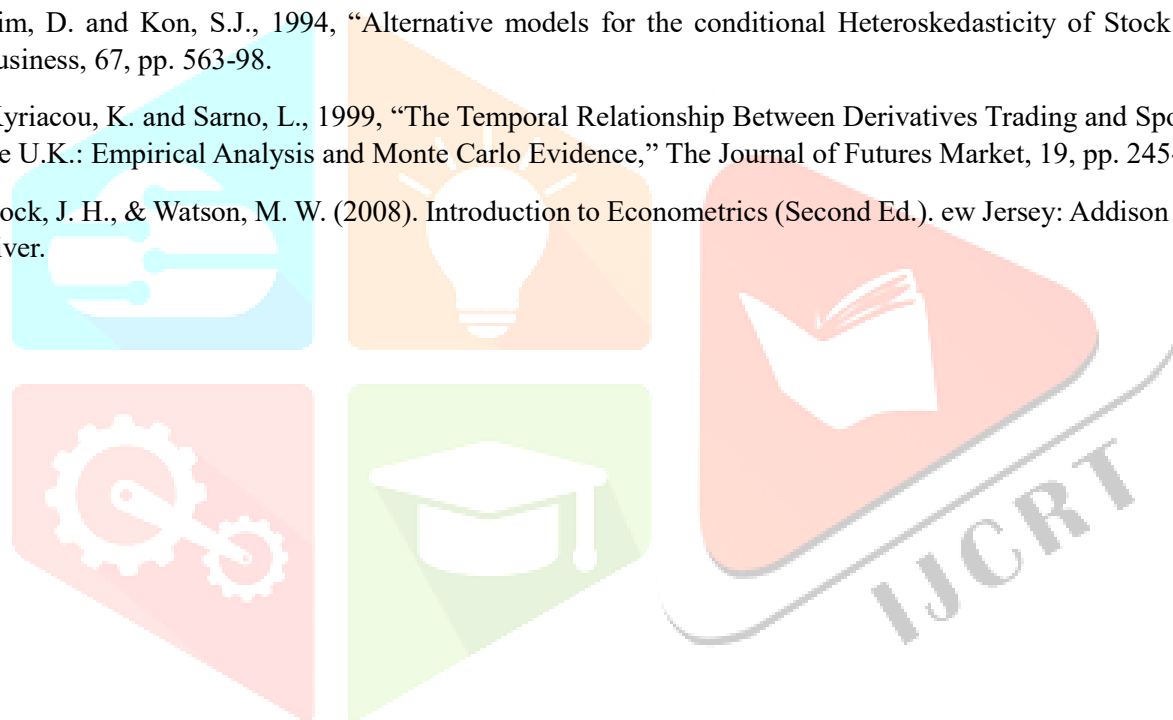 im, D. and Kon, S.J., 1994, “Alternative models for the conditional Heteroskedasticity of Stock
usiness, 67, pp. 563-98.
yriacou, K. and Sarno, L., 1999, “The Temporal Relationship Between Derivatives Trading and Spo
e U.K.: Empirical Analysis and Monte Carlo Evidence,” The Journal of Futures Market, 19, pp. 245-
ock, J. H., & Watson, M. W. (2008). Introduction to Econometrics (Second Ed.). ew Jersey: Addison
iver.
IJCRT